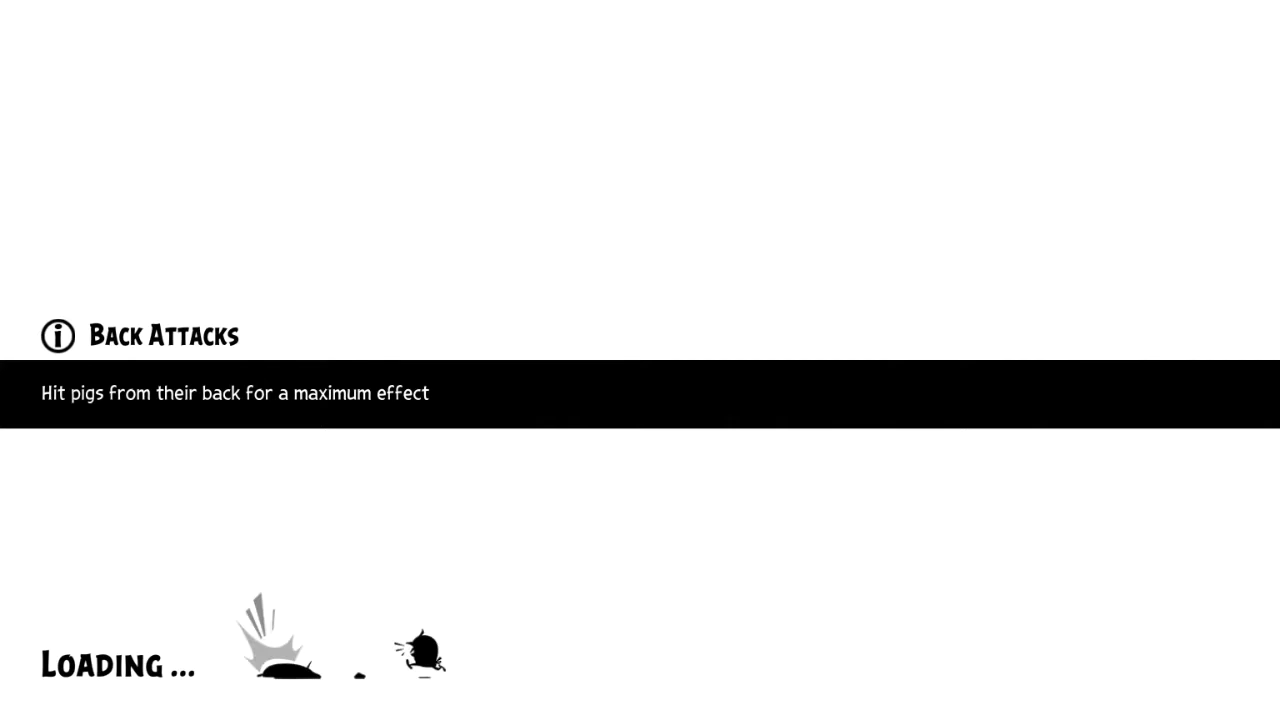 Back Attacks
Hit pigs from their back for a maximum effect
Loading ...